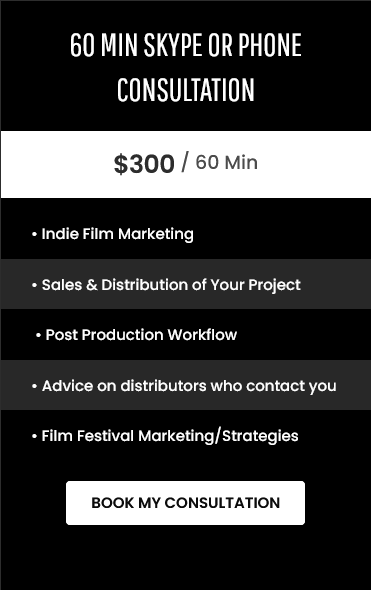 60 MIN SKYPE OR PHONE
CONSULTATION
$300 / 60 Min
• Indie Film Marketing
• Sales & Distribution of Your Project
• Post Production Workflow
• Advice on distributors who contact you
• Film Festival Marketing/Strategies
BOOK MY CONSULTATION